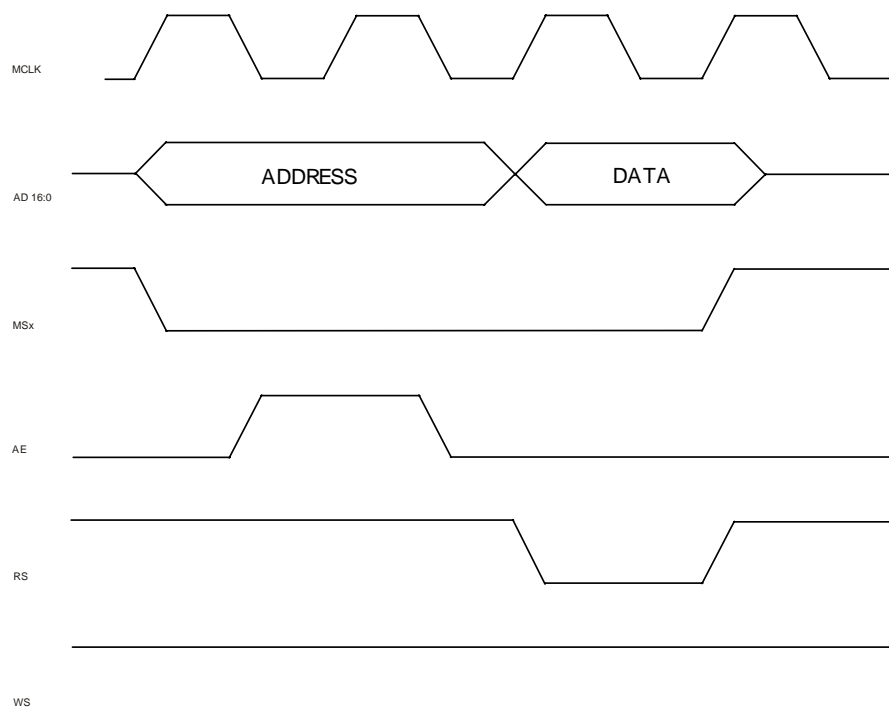 MCLK
AD 16:0
ADDRESS
DATA
MSx
AE
RS
WS